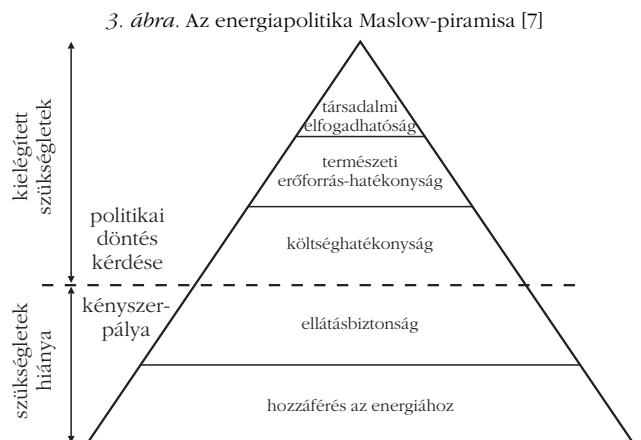 3. ábra. Az energiapolitika Maslow-piramisa [7]
társadalmi
elfogadhatóság
természeti
erőforrás-hatékonyság
költséghatékonyság
ellátásbiztonság
hozzáférés az energiához
kielégített
szükségletek
politikai
döntés
kérdése
kényszer-
pálya
szükségletek
hiánya